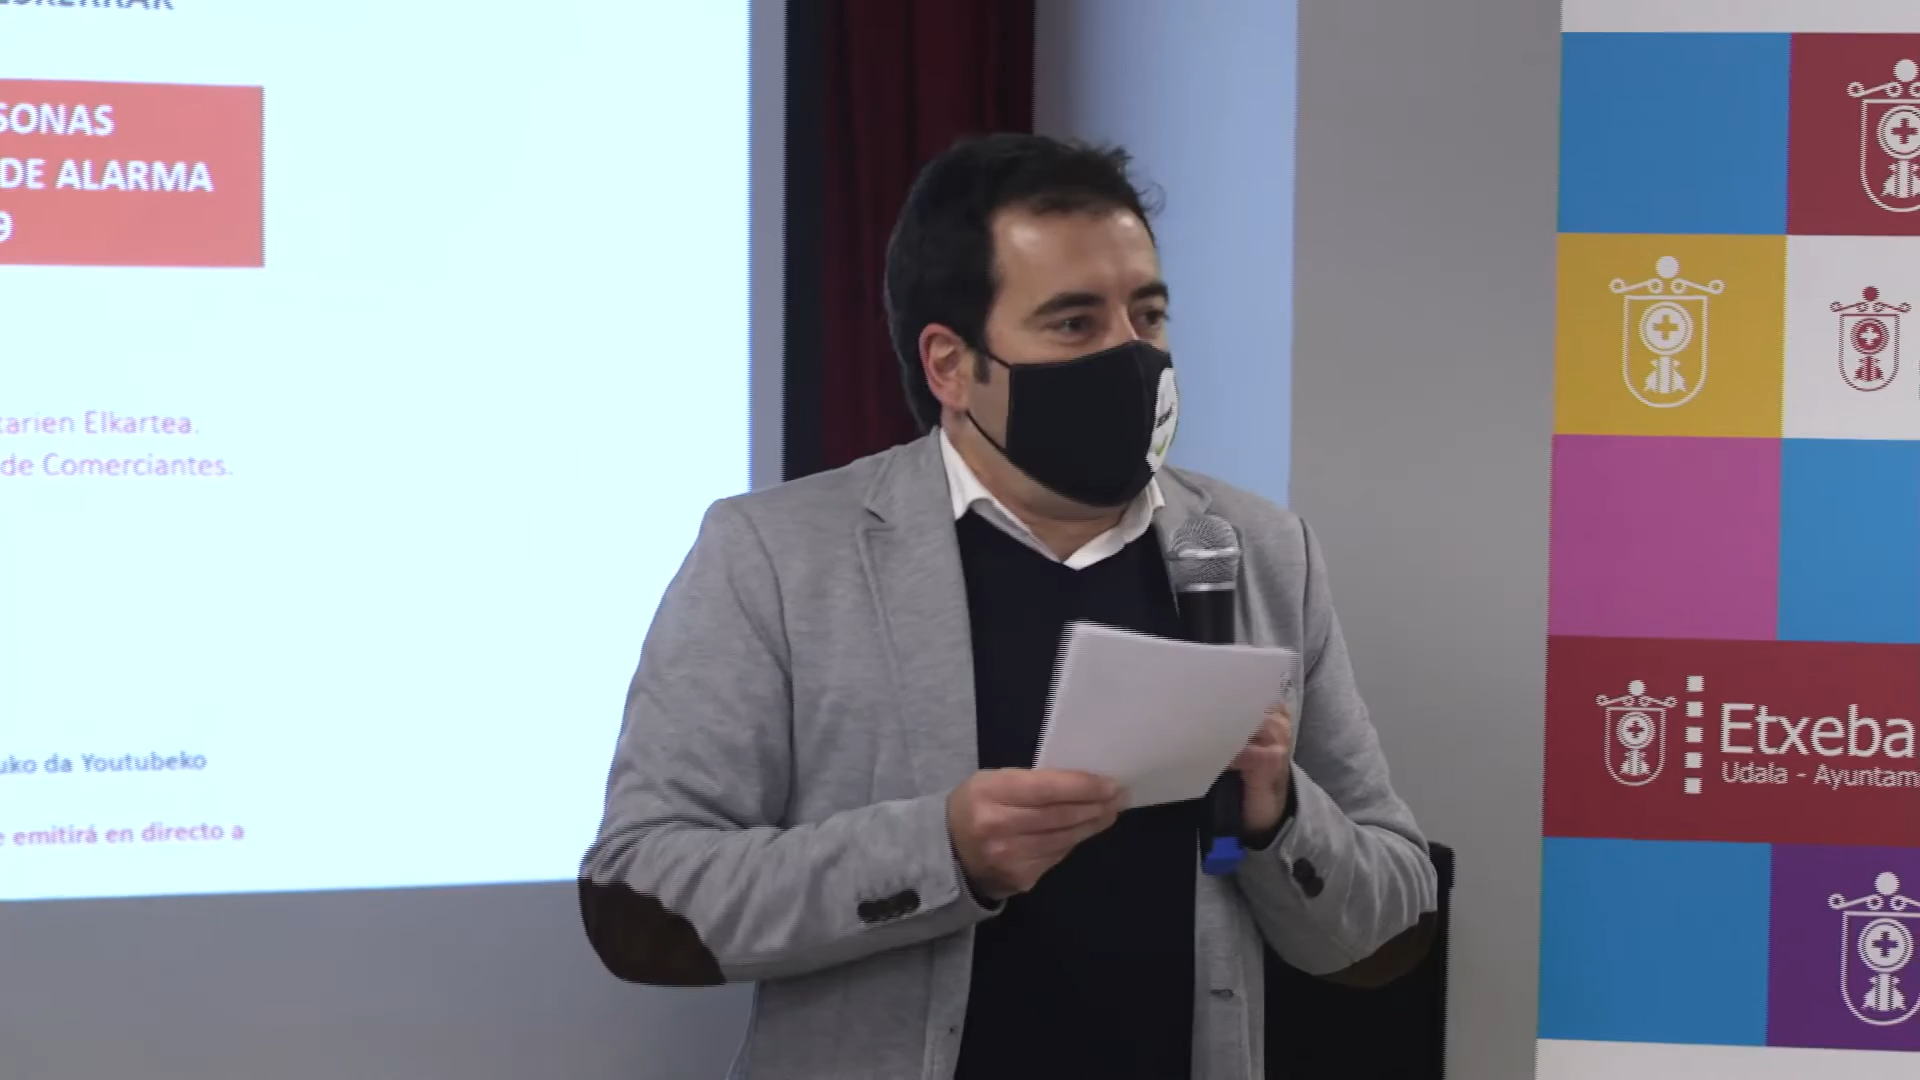 SONAS
DE ALARMA
9
tarien Elkartea.
de Comerciantes.
uko da Youtubeko
e emitirá en directo a
Etxeba
Udala - Ayuntam